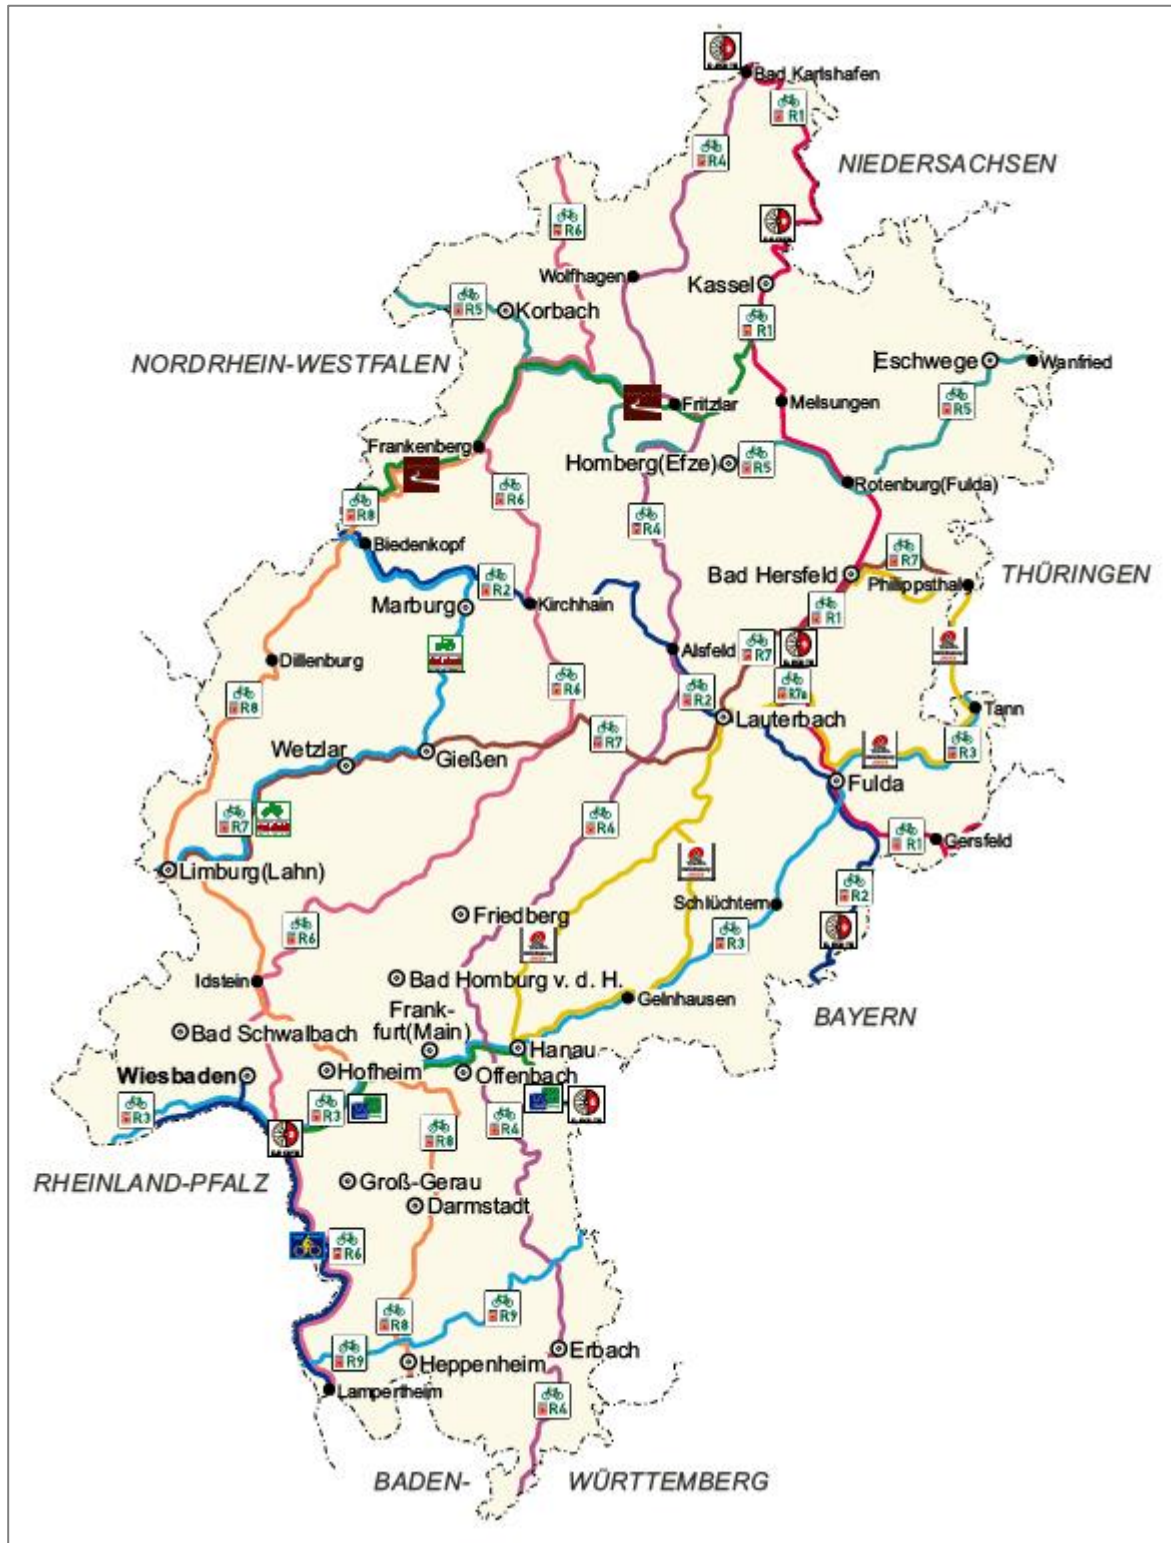 Bad Karlshafen
R1
R4
NIEDERSACHSEN
R6
Wolfhagen
Kassel
R5
Korbach
R1
NORDRHEIN-WESTFALEN
Eschwege
Wanfried
Fritzlar
Melsungen
R5
Frankenberg
Homberg(Efze)
R5
R6
Rotenburg(Fulda)
R8
R4
Biedenkopf
R7
R2
Bad Hersfeld
THÜRINGEN
Philippsthal
Marburg
Kirchhain
R1
Alsfeld
R7
Dillenburg
R6
R2
R7a
R8
Lauterbach
Tann
Wetzlar
R7
R3
Gießen
Fulda
R7
R4
R1
Gersfeld
Limburg(Lahn)
R2
Schlüchtern
Friedberg
R6
R3
Idstein
Bad Homburg v. d. H.
Gelnhausen
Frank-
furt(Main)
BAYERN
Bad Schwalbach
Hanau
Wiesbaden
Hofheim
Offenbach
R3
R3
R4
R8
RHEINLAND-PFALZ
Groß-Gerau
Darmstadt
R6
R9
R8
R9
Erbach
Heppenheim
Lampertheim
R4
BADEN-
WÜRTTEMBERG